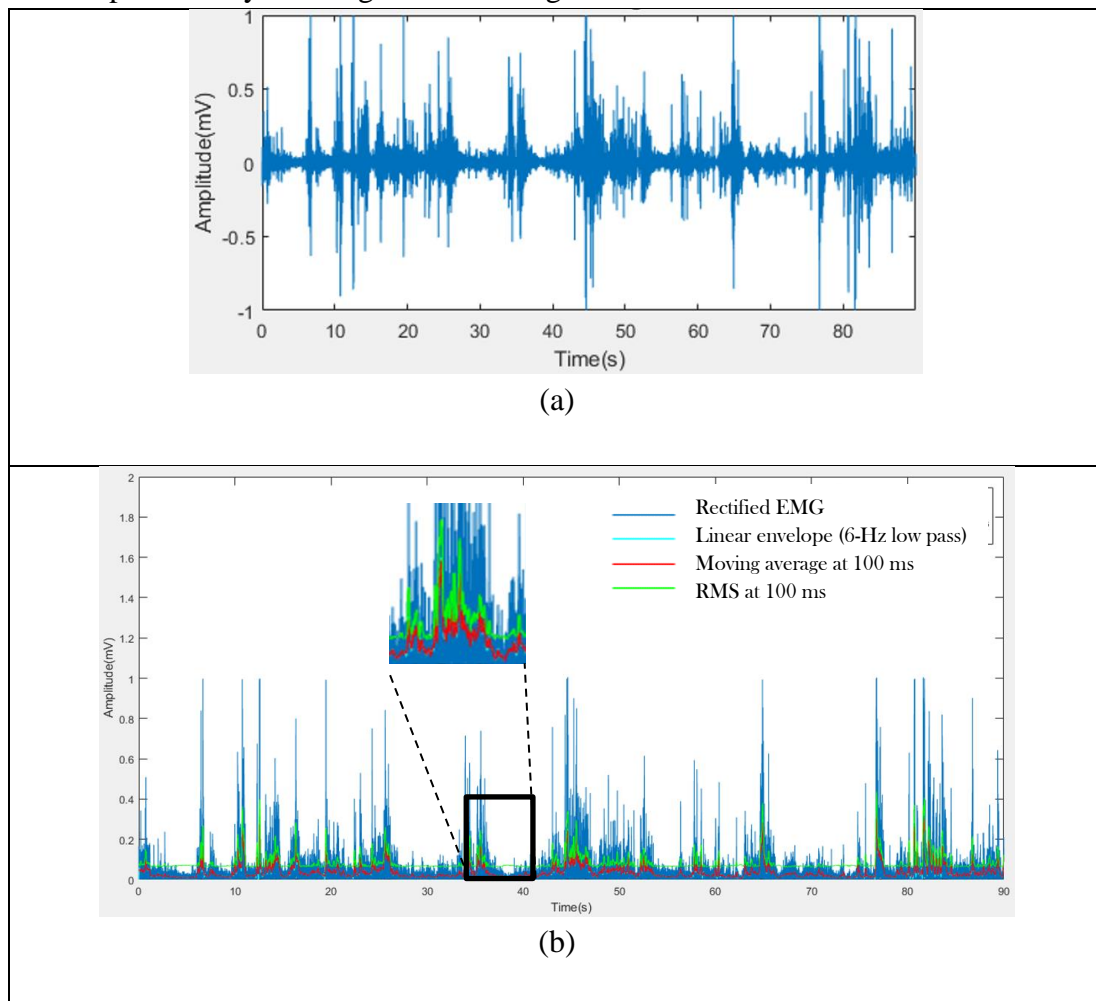 1
0.5
0
-0.5
-1
Amplitude(mV)
0 10 20 30 40 50 60 70 80
Time(s)
(a)
2
1.8
1.6
1.4
1.2
1
0.8
0.6
0.4
0.2
0
Amplitude(mV)
Rectified EMG
Linear envelope (6-Hz low pass)
Moving average at 100 ms
RMS at 100 ms
0 10 20 30 40 50 60 70 80 90
Time(s)
(b)